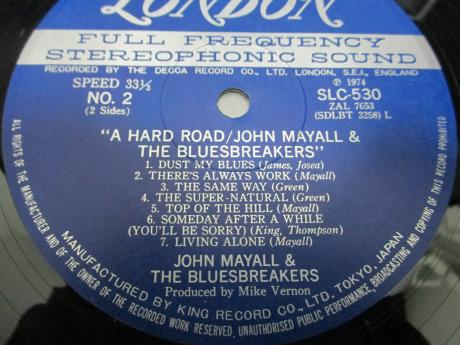 LONDON
FULL FREQUENCY
STEREOPHONIC SOUND
RECORDED BY THE DECCA RECORD CO., LTD. LONDON, S.E.I., ENGLAND
SPEED 33⅓
℗ 1974
NO. 2
SLC-530
(2 Sides)
ZAL 7653
(SDLBT 3258) L
"A HARD ROAD/JOHN MAYALL &
THE BLUESBREAKERS"
1. DUST MY BLUES (James, Josea)
2. THERE'S ALWAYS WORK (Mayall)
3. THE SAME WAY (Green)
4. THE SUPER-NATURAL (Green)
5. TOP OF THE HILL (Mayall)
6. SOMEDAY AFTER A WHILE
(YOU'LL BE SORRY) (King, Thompson)
7. LIVING ALONE (Mayall)
JOHN MAYALL &
THE BLUESBREAKERS
Produced by Mike Vernon
MANUFACTURED BY KING RECORD CO., LTD. TOKYO, JAPAN
ALL RIGHTS OF THE MANUFACTURER AND OF THE OWNER OF THE RECORDED WORK RESERVED, UNAUTHORISED PUBLIC PERFORMANCE, BROADCASTING AND COPYING OF THIS RECORD PROHIBITED